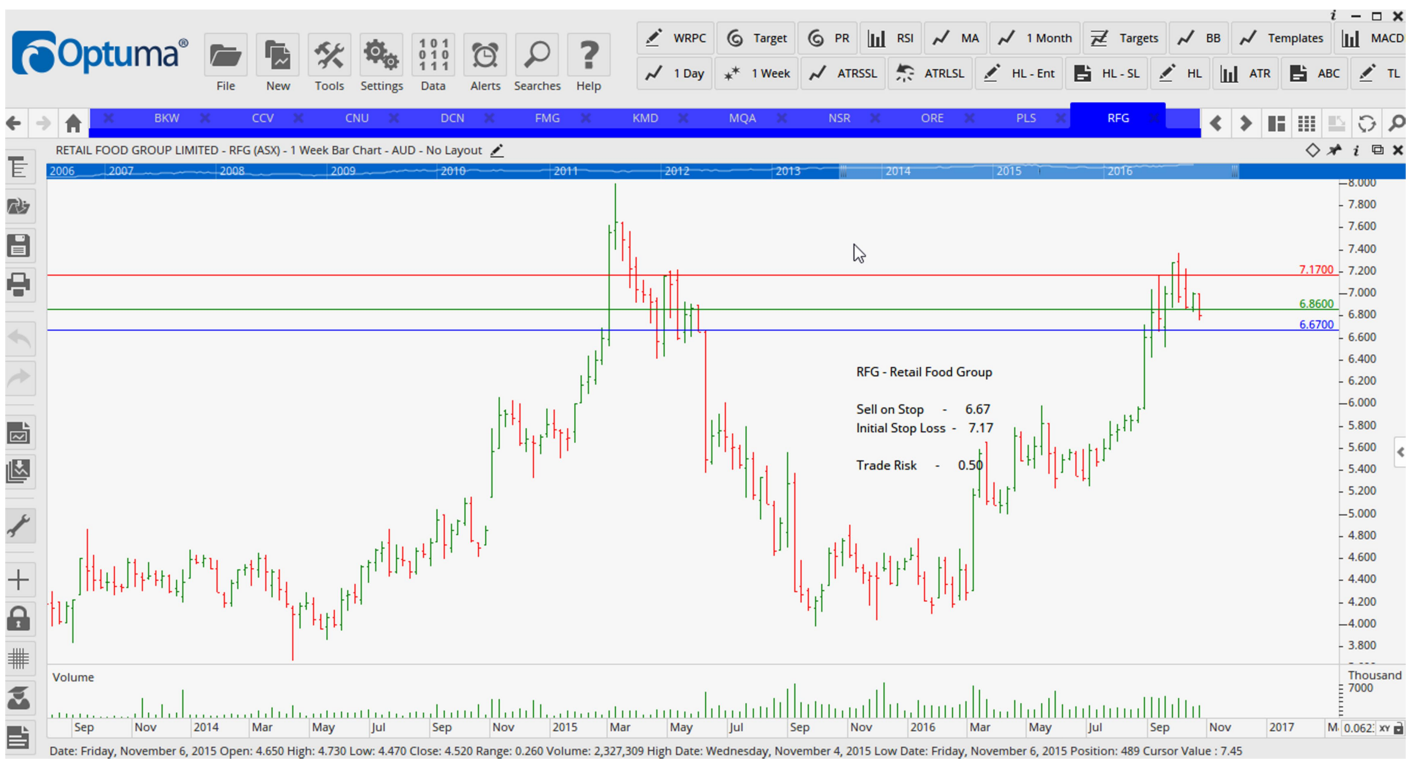 Optuma®
File
New
Tools
Settings
101
010
111
Data
Alerts
Searches
?
Help
WRPC
Target
PR
RSI
MA
1 Month
Targets
BB
Templates
MACD
1 Day
1 Week
ATRSSL
ATRLSL
HL - Ent
HL - SL
HL
ATR
ABC
TL
BKW
CCV
CNU
DCN
FMG
KMD
MQA
NSR
ORE
PLS
RFG
RETAIL FOOD GROUP LIMITED - RFG (ASX) - 1 Week Bar Chart - AUD - No Layout
2006 2007 2008 2009 2010 2011 2012 2013 2014 2015 2016
8.000
7.800
7.600
7.400
7.1700
7.200
7.000
6.8600
6.800
6.6700
6.600
6.400
6.200
6.000
5.800
5.600
5.400
5.200
5.000
4.800
4.600
4.400
4.200
4.000
3.800
RFG - Retail Food Group
Sell on Stop - 6.67
Initial Stop Loss - 7.17
Trade Risk - 0.50
Volume
Thousand
7000
Sep Nov 2014 Mar May Jul Sep Nov 2015 Mar May Jul Sep Nov 2016 Mar May Jul Sep Nov 2017 M 0.062 XY
Date: Friday, November 6, 2015 Open: 4.650 High: 4.730 Low: 4.470 Close: 4.520 Range: 0.260 Volume: 2,327,309 High Date: Wednesday, November 4, 2015 Low Date: Friday, November 6, 2015 Position: 489 Cursor Value : 7.45